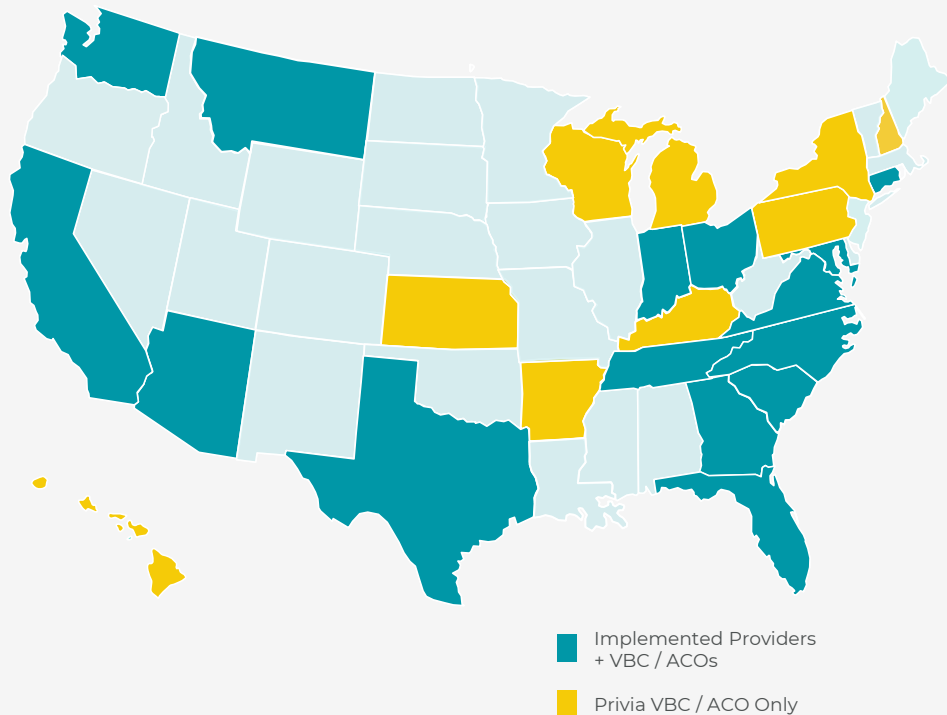 Implemented Providers
+ VBC / ACOs
Privia VBC / ACO Only